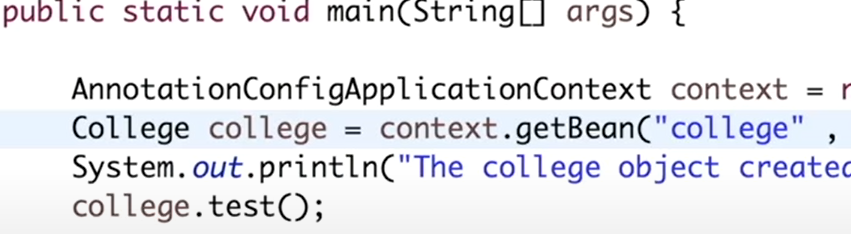 public static void main(String[] args) {
AnnotationConfigApplicationContext context =
College college = context.getBean("college" ,
System.out.println("The college object created
college.test();